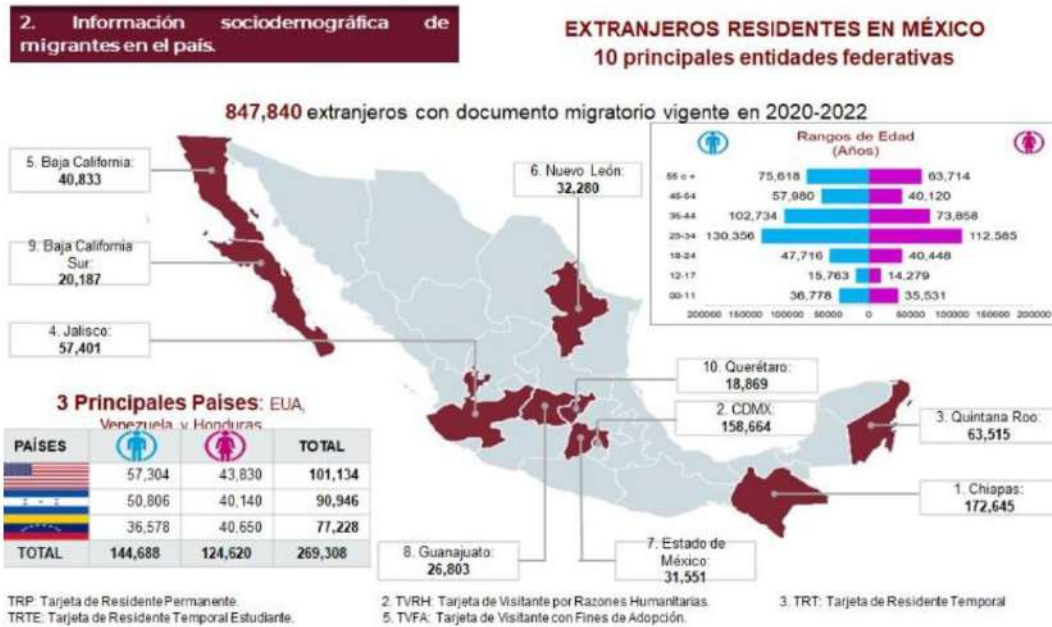 2. Información sociodemográfica de
migrantes en el país.
EXTRANJEROS RESIDENTES EN MÉXICO
10 principales entidades federativas
847,840 extranjeros con documento migratorio vigente en 2020-2022
5. Baja California:
40,833
9. Baja California
Sur:
20,187
4. Jalisco:
57,401
6. Nuevo León:
32,280
Rangos de Edad
(Años)
55 o + 75,618 63,714
45-54 57,980 40,120
35-44 102,734 73,858
25-34 130,356 112,585
18-24 47,716 40,448
12-17 15,763 14,279
00-11 36,778 35,531
200000 150000 100000 50000 0 50000 100000 150000 200000
10. Querétaro:
18,869
2. CDMX:
158,664
3. Quintana Roo:
63,515
1. Chiapas:
172,645
7. Estado de
México:
31,551
8. Guanajuato:
26,803
3 Principales Países: EUA,
Venezuela y Honduras
PAÍSES TOTAL
57,304 43,830 101,134
50,806 40,140 90,946
36,578 40,650 77,228
TOTAL 144,688 124,620 269,308
TRP: Tarjeta de Residente Permanente.
TRTE: Tarjeta de Residente Temporal Estudiante.
2. TVRH: Tarjeta de Visitante por Razones Humanitarias.
5. TVFA: Tarjeta de Visitante con Fines de Adopción.
3. TRT: Tarjeta de Residente Temporal